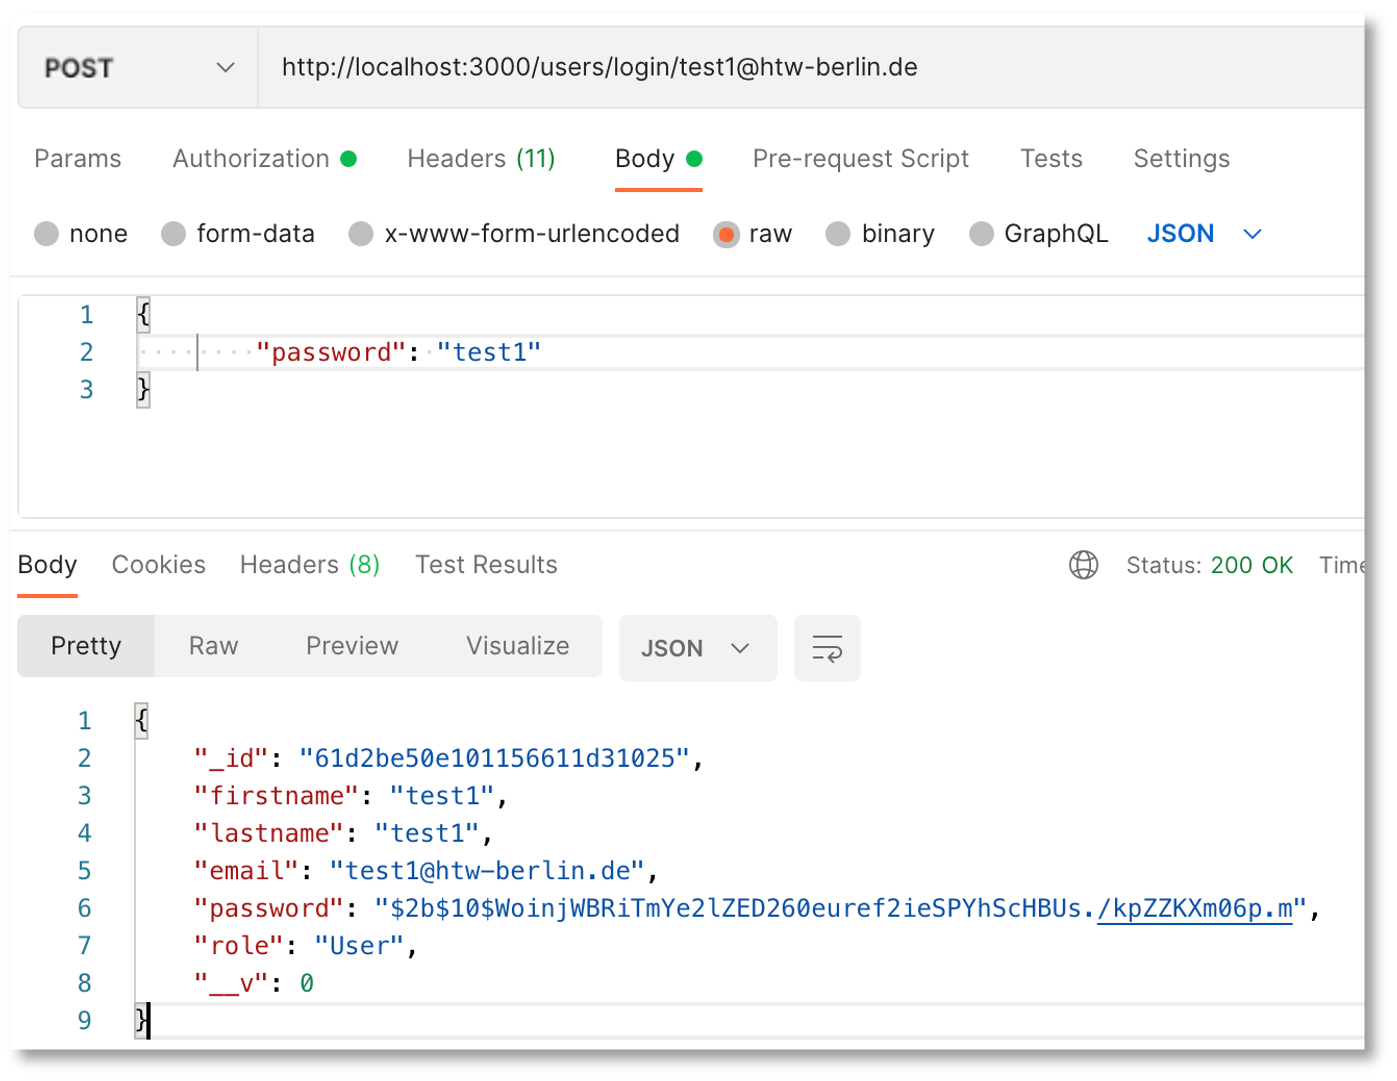 POST http://localhost:3000/users/login/test1@htw-berlin.de
Params Authorization Headers (11) Body Pre-request Script Tests Settings
none form-data x-www-form-urlencoded raw binary GraphQL JSON
1 {
2 "password": "test1"
3 }
Body Cookies Headers (8) Test Results Status: 200 OK Time
Pretty Raw Preview Visualize JSON
1 {
2 "_id": "61d2be50e101156611d31025",
3 "firstname": "test1",
4 "lastname": "test1",
5 "email": "test1@htw-berlin.de",
6 "password": "$2b$10$WoinjWBRiTmYe2lZED260euref2ieSPYhScHBUs./kpZZKXm06p.m",
7 "role": "User",
8 "__v": 0
9 }